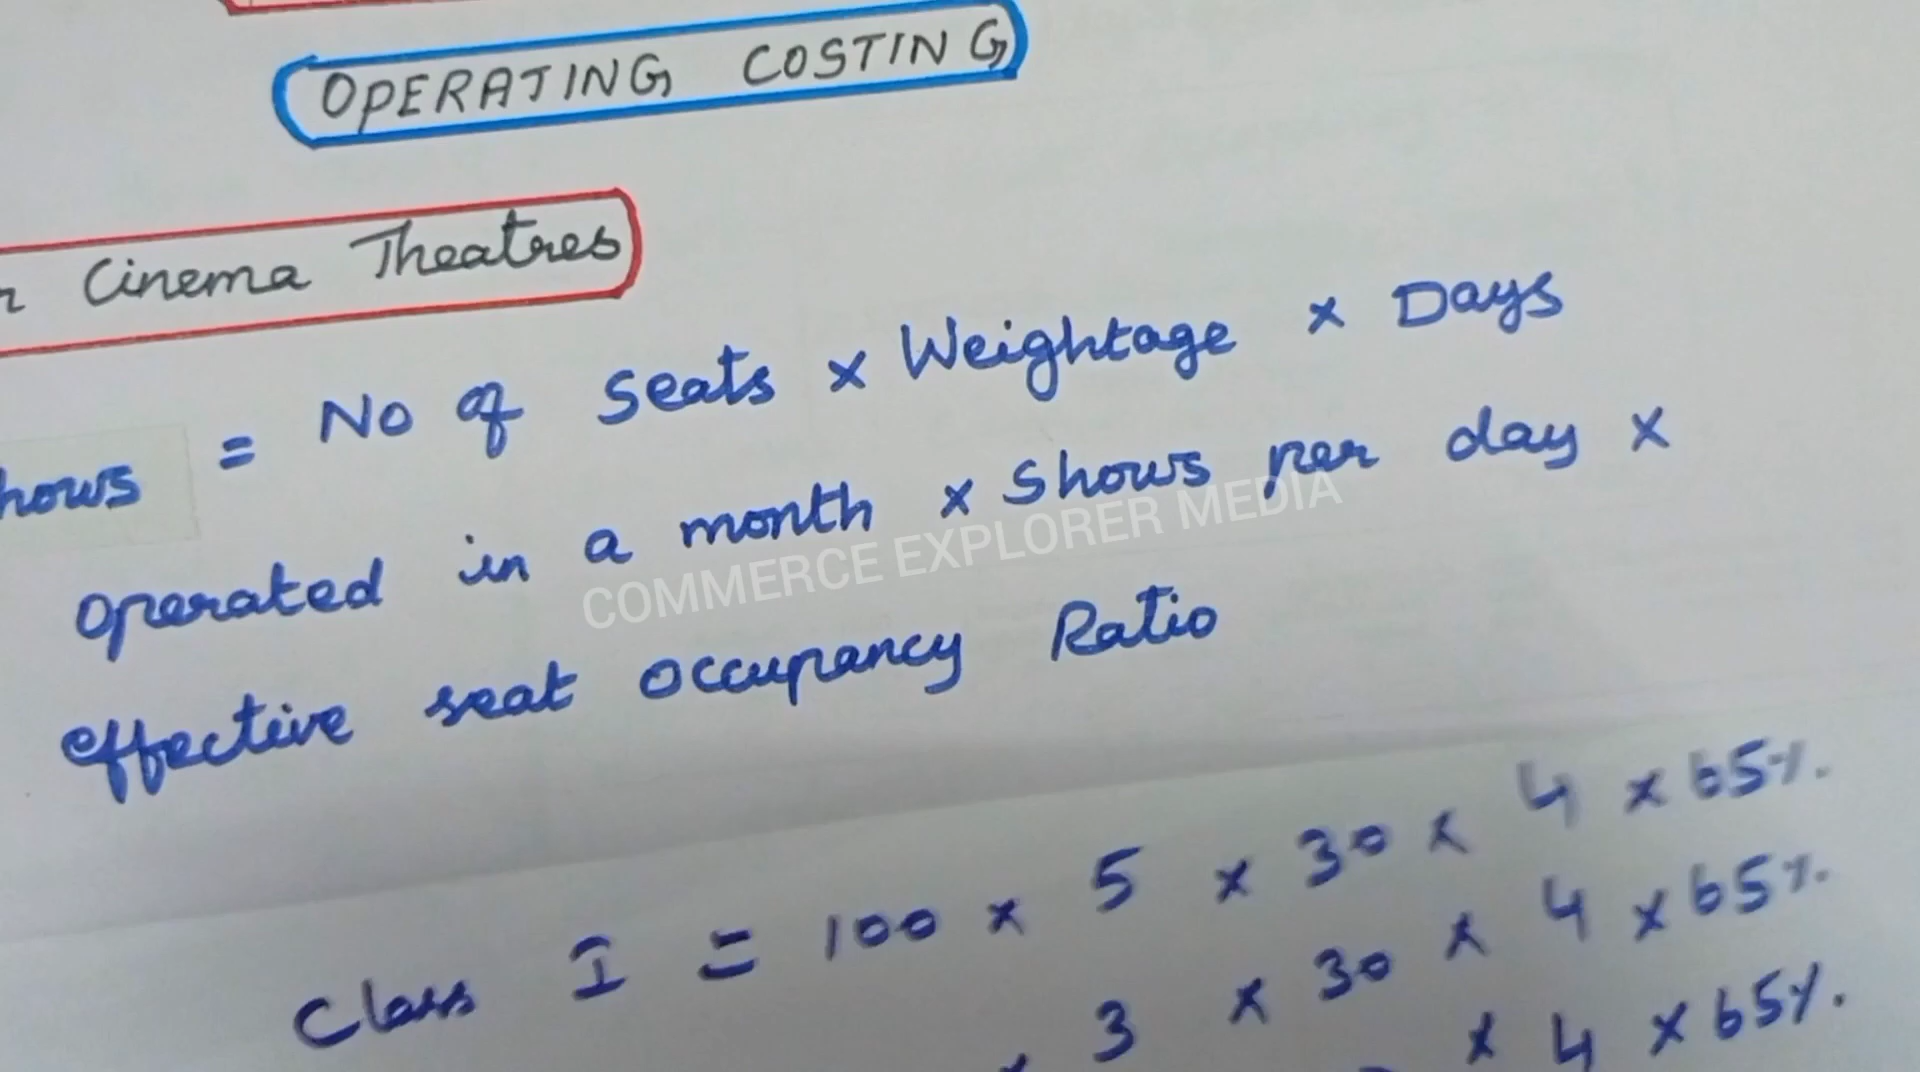 OPERATING COSTING
Cinema Theatres
hows = No of Seats x Weightage x Days
Operated in a month x Shows per day x
effective seat occupancy Ratio
COMMERCE EXPLORER MEDIA
Class I = 100 x 5 x 30 x 4 x 65%.
3 x 30 x 4 x 65%.
x 4 x 65%.